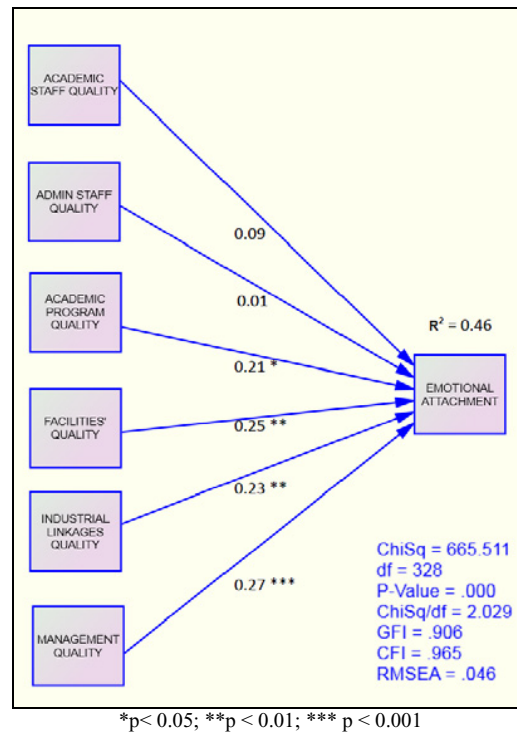 ACADEMIC
STAFF QUALITY
ADMIN STAFF
QUALITY
0.09
0.01
ACADEMIC
PROGRAM
QUALITY
R² = 0.46
0.21 *
EMOTIONAL
ATTACHMENT
FACILITIES'
QUALITY
0.25 **
INDUSTRIAL
LINKAGES
QUALITY
0.23 **
0.27 ***
MANAGEMENT
QUALITY
ChiSq = 665.511
df = 328
P-Value = .000
ChiSq/df = 2.029
GFI = .906
CFI = .965
RMSEA = .046
*p< 0.05; **p < 0.01; *** p < 0.001